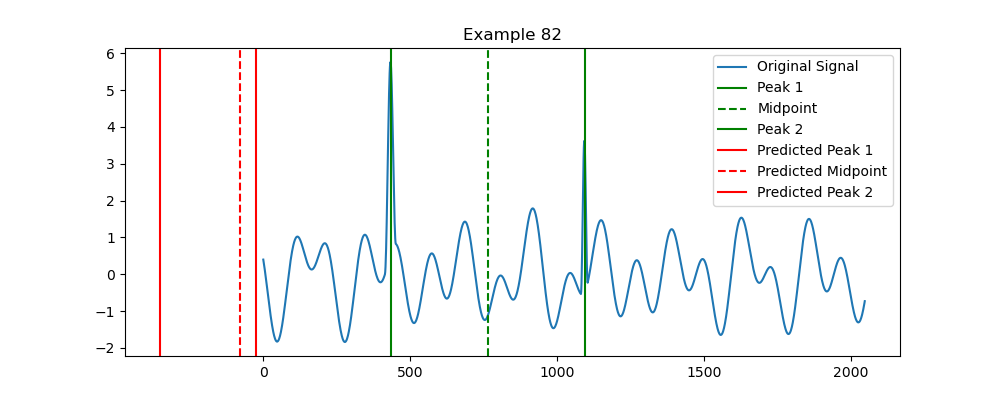 Example 82
6
5
4
3
2
1
0
−1
−2
0
500
1000
1500
2000
Original Signal
Peak 1
Midpoint
Peak 2
Predicted Peak 1
Predicted Midpoint
Predicted Peak 2